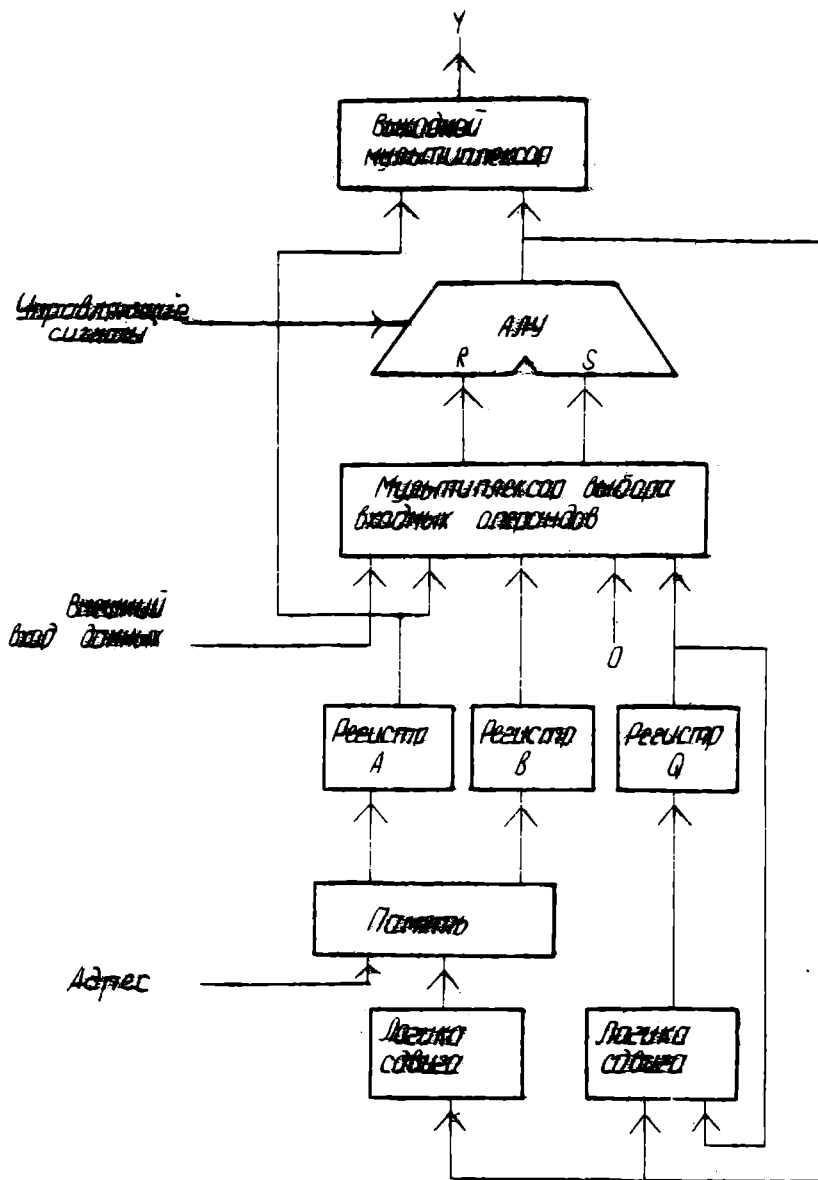 Y
Выходной
мультиплексор
Управляющие
сигналы
АЛУ
R S
Мультиплексор выбора
входных операндов
Внешний
вход данных
0
Регистр
A
Регистр
B
Регистр
Q
Память
Адрес
Логика
сдвига
Логика
сдвига